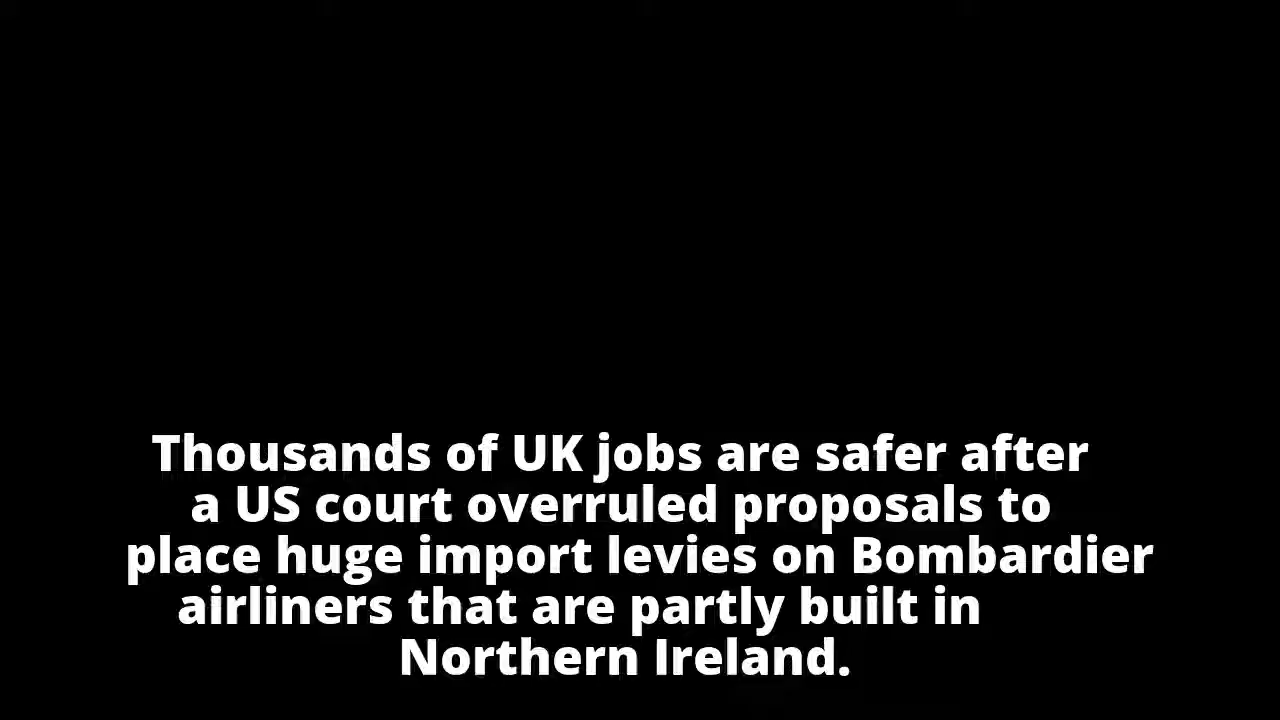 Thousands of UK jobs are safer after
a US court overruled proposals to
place huge import levies on Bombardier
airliners that are partly built in
Northern Ireland.